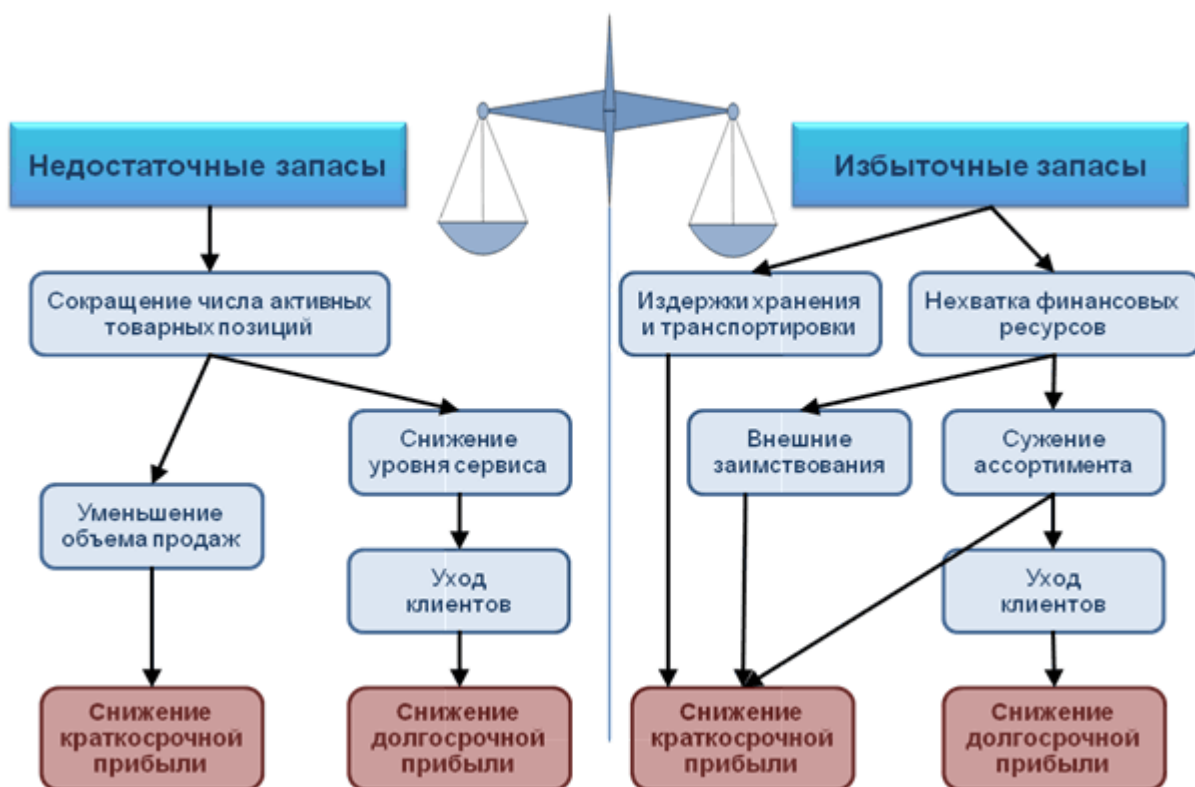 Недостаточные запасы
Избыточные запасы
Сокращение числа активных
товарных позиций
Издержки хранения
и транспортировки
Нехватка финансовых
ресурсов
Снижение
уровня сервиса
Внешние
заимствования
Сужение
ассортимента
Уменьшение
объема продаж
Уход
клиентов
Уход
клиентов
Снижение
краткосрочной
прибыли
Снижение
долгосрочной
прибыли
Снижение
краткосрочной
прибыли
Снижение
долгосрочной
прибыли